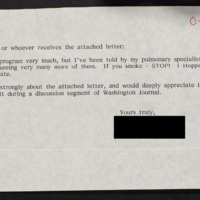 or whoever receives the attached letter:
program very much, but I've been told by my pulmonary specialist
seeing very many more of them. If you smoke - STOP! I stoppe
ate.
strongly about the attached letter, and would deeply appreciate i
it during a discussion segment of Washington Journal.
Yours truly,